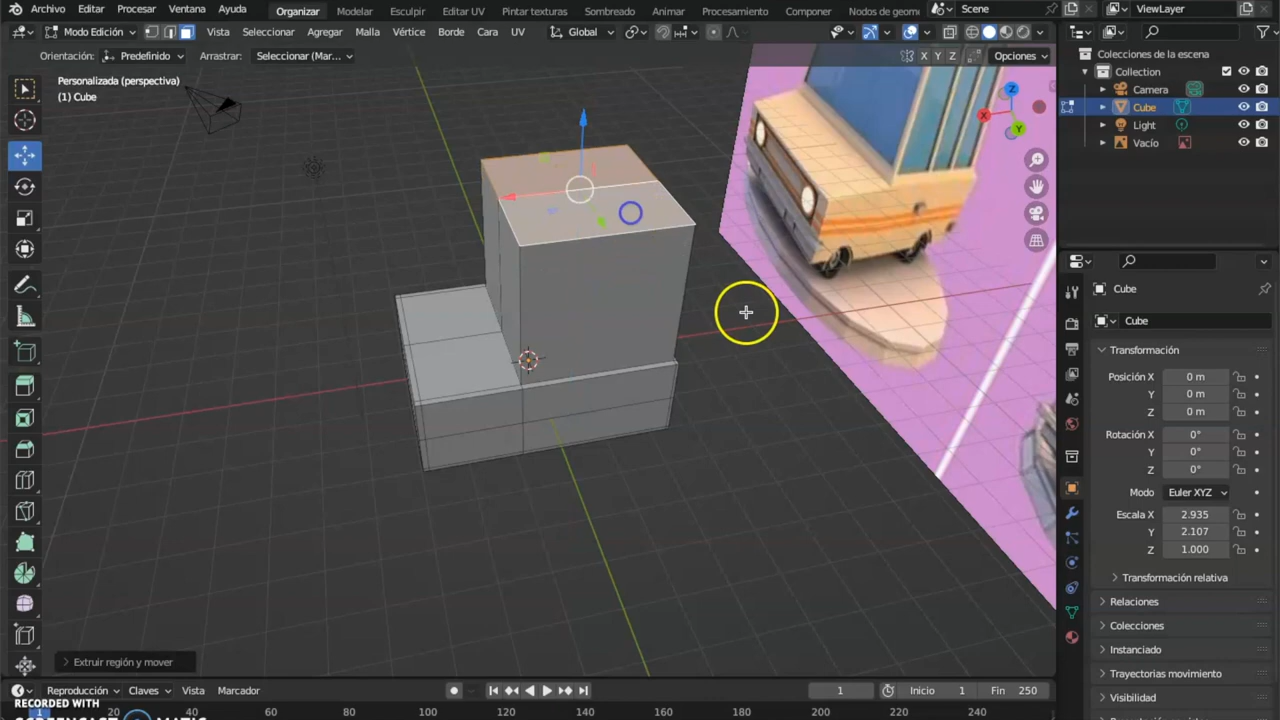 Archivo Editar Procesar Ventana Ayuda Organizar Modelar Esculpir Editar UV Pintar texturas Sombreado Animar Procesamiento Componer Nodos de geome Scene ViewLayer
Modo Edición Vista Seleccionar Agregar Malla Vértice Borde Cara UV Global
Orientación: Predefinido Arrastrar: Seleccionar (Mar... X Y Z Opciones
Personalizada (perspectiva)
(1) Cube
Z
X
Y
Colecciones de la escena
Collection
Camera
Cube
Light
Vacío
Cube
Cube
Transformación
Posición X 0 m
Y 0 m
Z 0 m
Rotación X 0°
Y 0°
Z 0°
Modo Euler XYZ
Escala X 2.935
Y 2.107
Z 1.000
Transformación relativa
Relaciones
Colecciones
Instanciado
Trayectorias movimiento
Visibilidad
Extruir región y mover
Reproducción Claves Vista Marcador 1 Inicio 1 Fin 250
RECORDED WITH
1 20 60 80 100 120 140 160 180 200 220 240